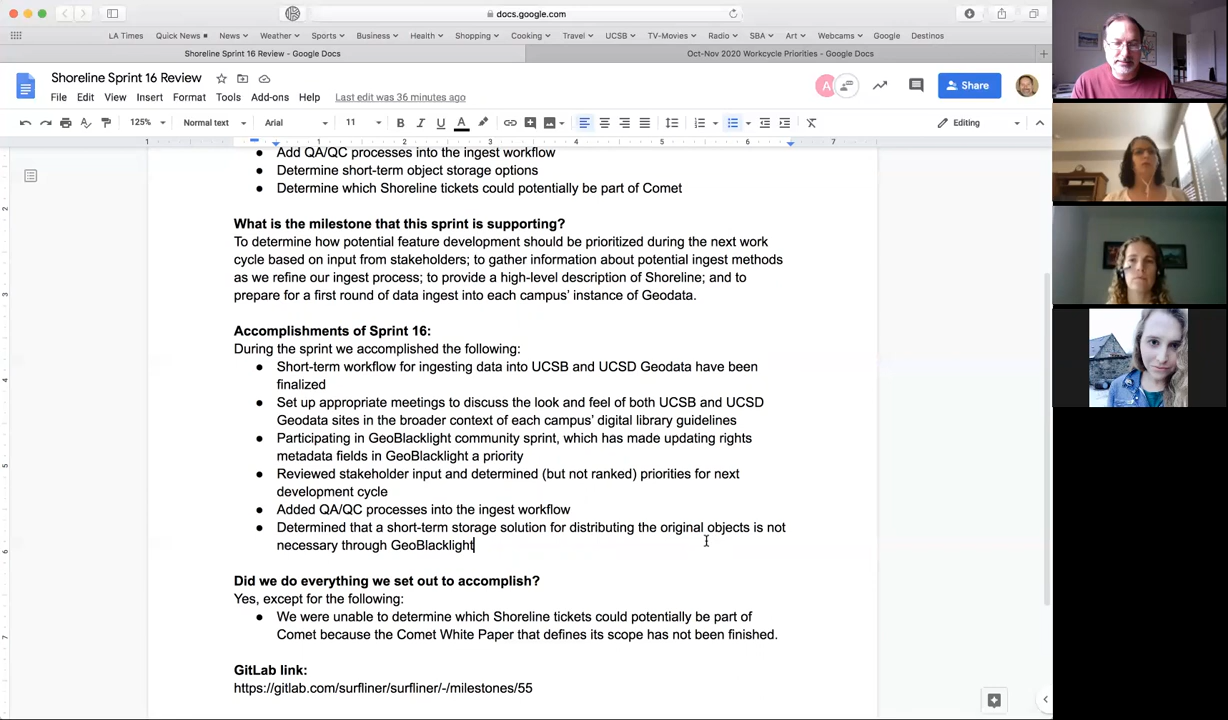 docs.google.com
LA Times Quick News News Weather Sports Business Health Shopping Cooking Travel UCSB TV-Movies Radio SBA Art Webcams Google Destinos
Shoreline Sprint 16 Review - Google Docs
Oct-Nov 2020 Workcycle Priorities - Google Docs
Shoreline Sprint 16 Review
A
Share
File Edit View Insert Format Tools Add-ons Help Last edit was 36 minutes ago
125% Normal text Arial 11 B I U A Editing
1 1 2 3 4 5 6 7
2
3
4
5
6
7
• Add QA/QC processes into the ingest workflow
• Determine short-term object storage options
• Determine which Shoreline tickets could potentially be part of Comet
What is the milestone that this sprint is supporting?
To determine how potential feature development should be prioritized during the next work
cycle based on input from stakeholders; to gather information about potential ingest methods
as we refine our ingest process; to provide a high-level description of Shoreline; and to
prepare for a first round of data ingest into each campus' instance of Geodata.
Accomplishments of Sprint 16:
During the sprint we accomplished the following:
• Short-term workflow for ingesting data into UCSB and UCSD Geodata have been
finalized
• Set up appropriate meetings to discuss the look and feel of both UCSB and UCSD
Geodata sites in the broader context of each campus' digital library guidelines
• Participating in GeoBlacklight community sprint, which has made updating rights
metadata fields in GeoBlacklight a priority
• Reviewed stakeholder input and determined (but not ranked) priorities for next
development cycle
• Added QA/QC processes into the ingest workflow
• Determined that a short-term storage solution for distributing the original objects is not
necessary through GeoBlacklight
Did we do everything we set out to accomplish?
Yes, except for the following:
• We were unable to determine which Shoreline tickets could potentially be part of
Comet because the Comet White Paper that defines its scope has not been finished.
GitLab link:
https://gitlab.com/surfliner/surfliner/-/milestones/55